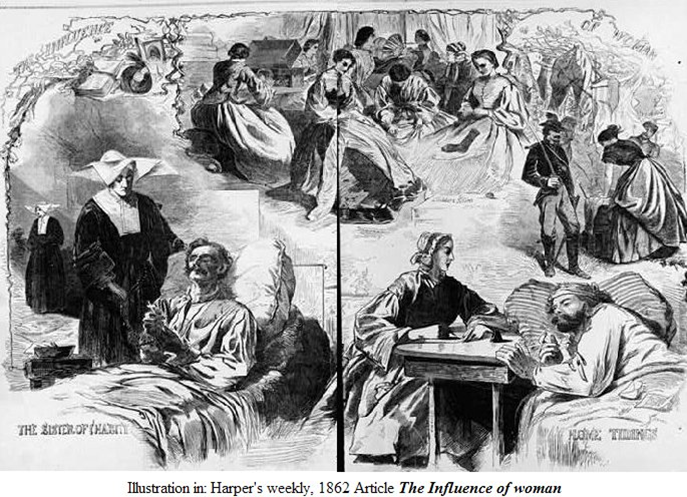 THE INFLUENCE
OF WOMAN
THE SISTER OF CHARITY
HOME TIDINGS
Illustration in: Harper's weekly, 1862 Article The Influence of woman